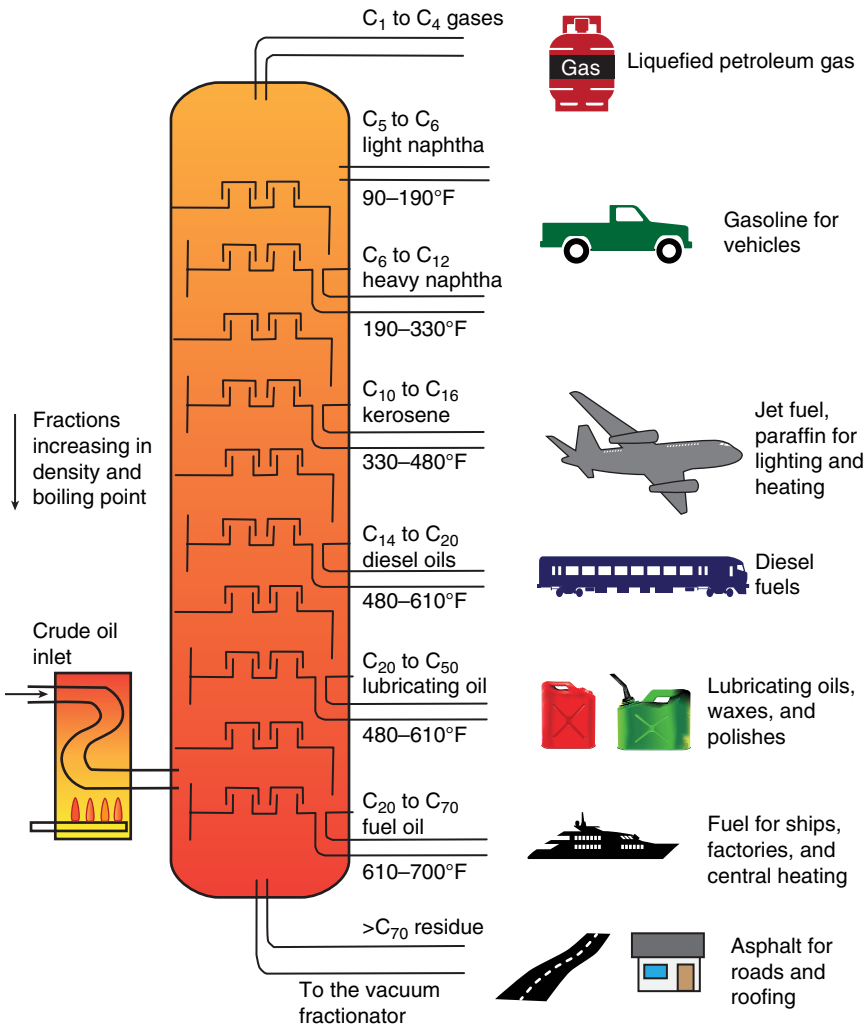 C₁ to C₄ gases
Gas
Liquefied petroleum gas
C₅ to C₆
light naphtha
90–190°F
Gasoline for
vehicles
C₆ to C₁₂
heavy naphtha
190–330°F
C₁₀ to C₁₆
kerosene
330–480°F
Jet fuel,
paraffin for
lighting and
heating
Fractions
increasing in
density and
boiling point
C₁₄ to C₂₀
diesel oils
480–610°F
Diesel
fuels
Crude oil
inlet
C₂₀ to C₅₀
lubricating oil
480–610°F
Lubricating oils,
waxes, and
polishes
C₂₀ to C₇₀
fuel oil
610–700°F
Fuel for ships,
factories, and
central heating
>C₇₀ residue
To the vacuum
fractionator
Asphalt for
roads and
roofing